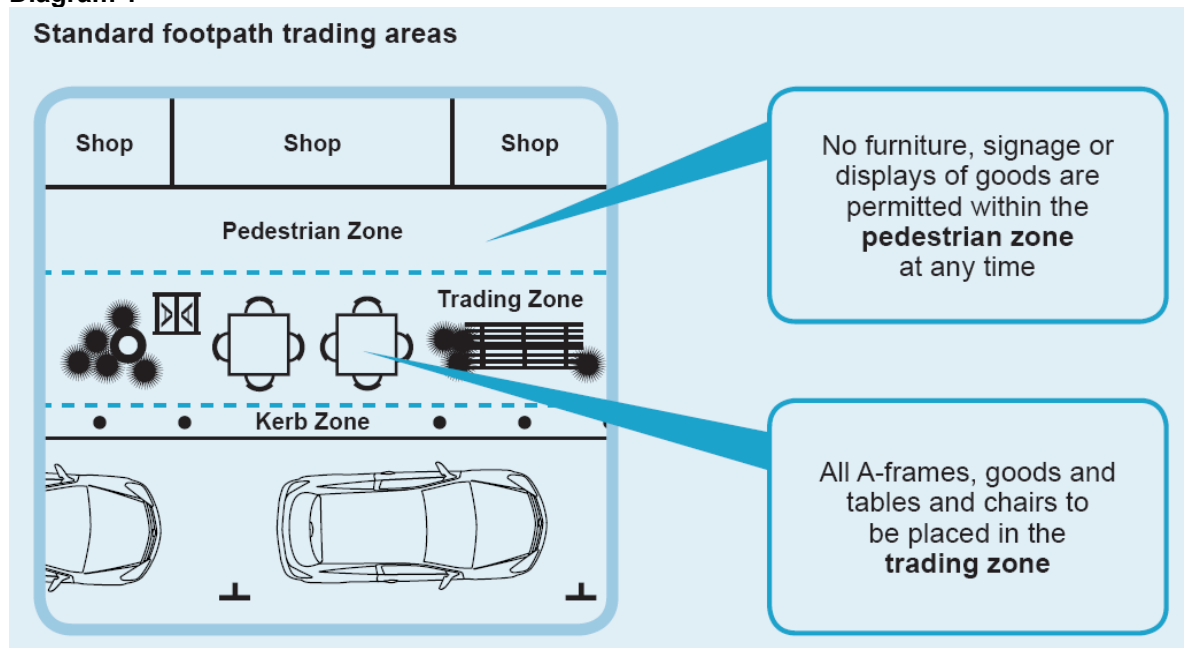 Standard footpath trading areas
Shop
Shop
Shop
Pedestrian Zone
Trading Zone
Kerb Zone
No furniture, signage or
displays of goods are
permitted within the
pedestrian zone
at any time
All A-frames, goods and
tables and chairs to
be placed in the
trading zone